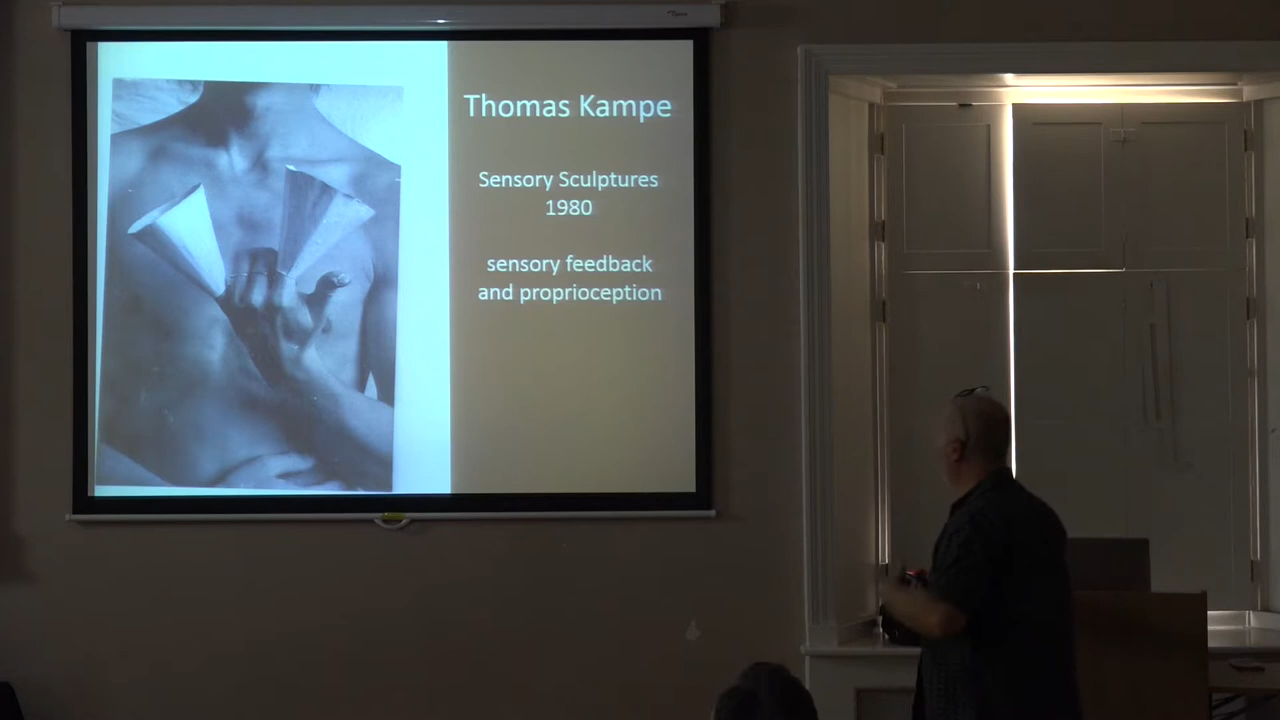 Thomas Kampe
Sensory Sculptures
1980
sensory feedback
and proprioception